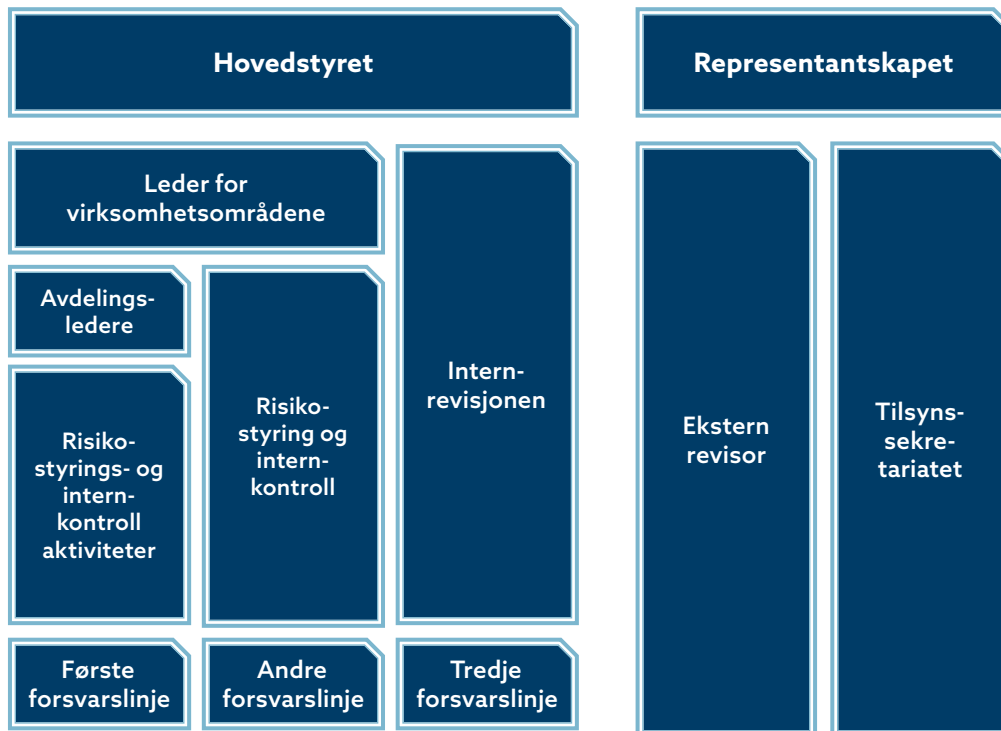 Hovedstyret
Representantskapet
Leder for
virksomhetsområdene
Avdelings-
ledere
Risiko-
styrings- og
intern-
kontroll
aktiviteter
Risiko-
styring og
intern-
kontroll
Intern-
revisjonen
Ekstern
revisor
Tilsyns-
sekre-
tariatet
Første
forsvarslinje
Andre
forsvarslinje
Tredje
forsvarslinje